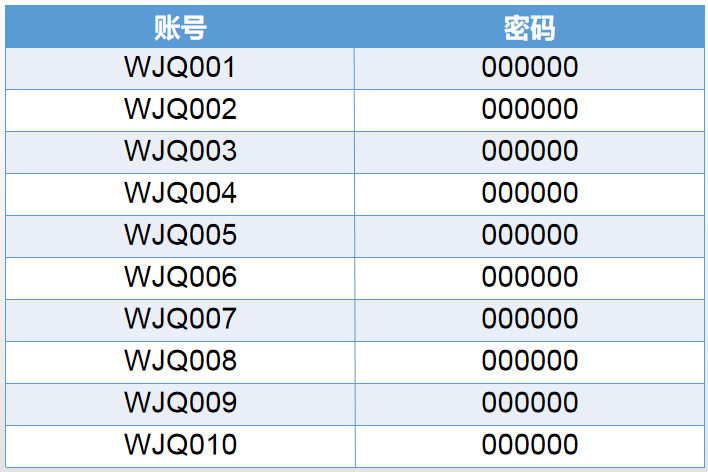 账号 密码
WJQ001 000000
WJQ002 000000
WJQ003 000000
WJQ004 000000
WJQ005 000000
WJQ006 000000
WJQ007 000000
WJQ008 000000
WJQ009 000000
WJQ010 000000